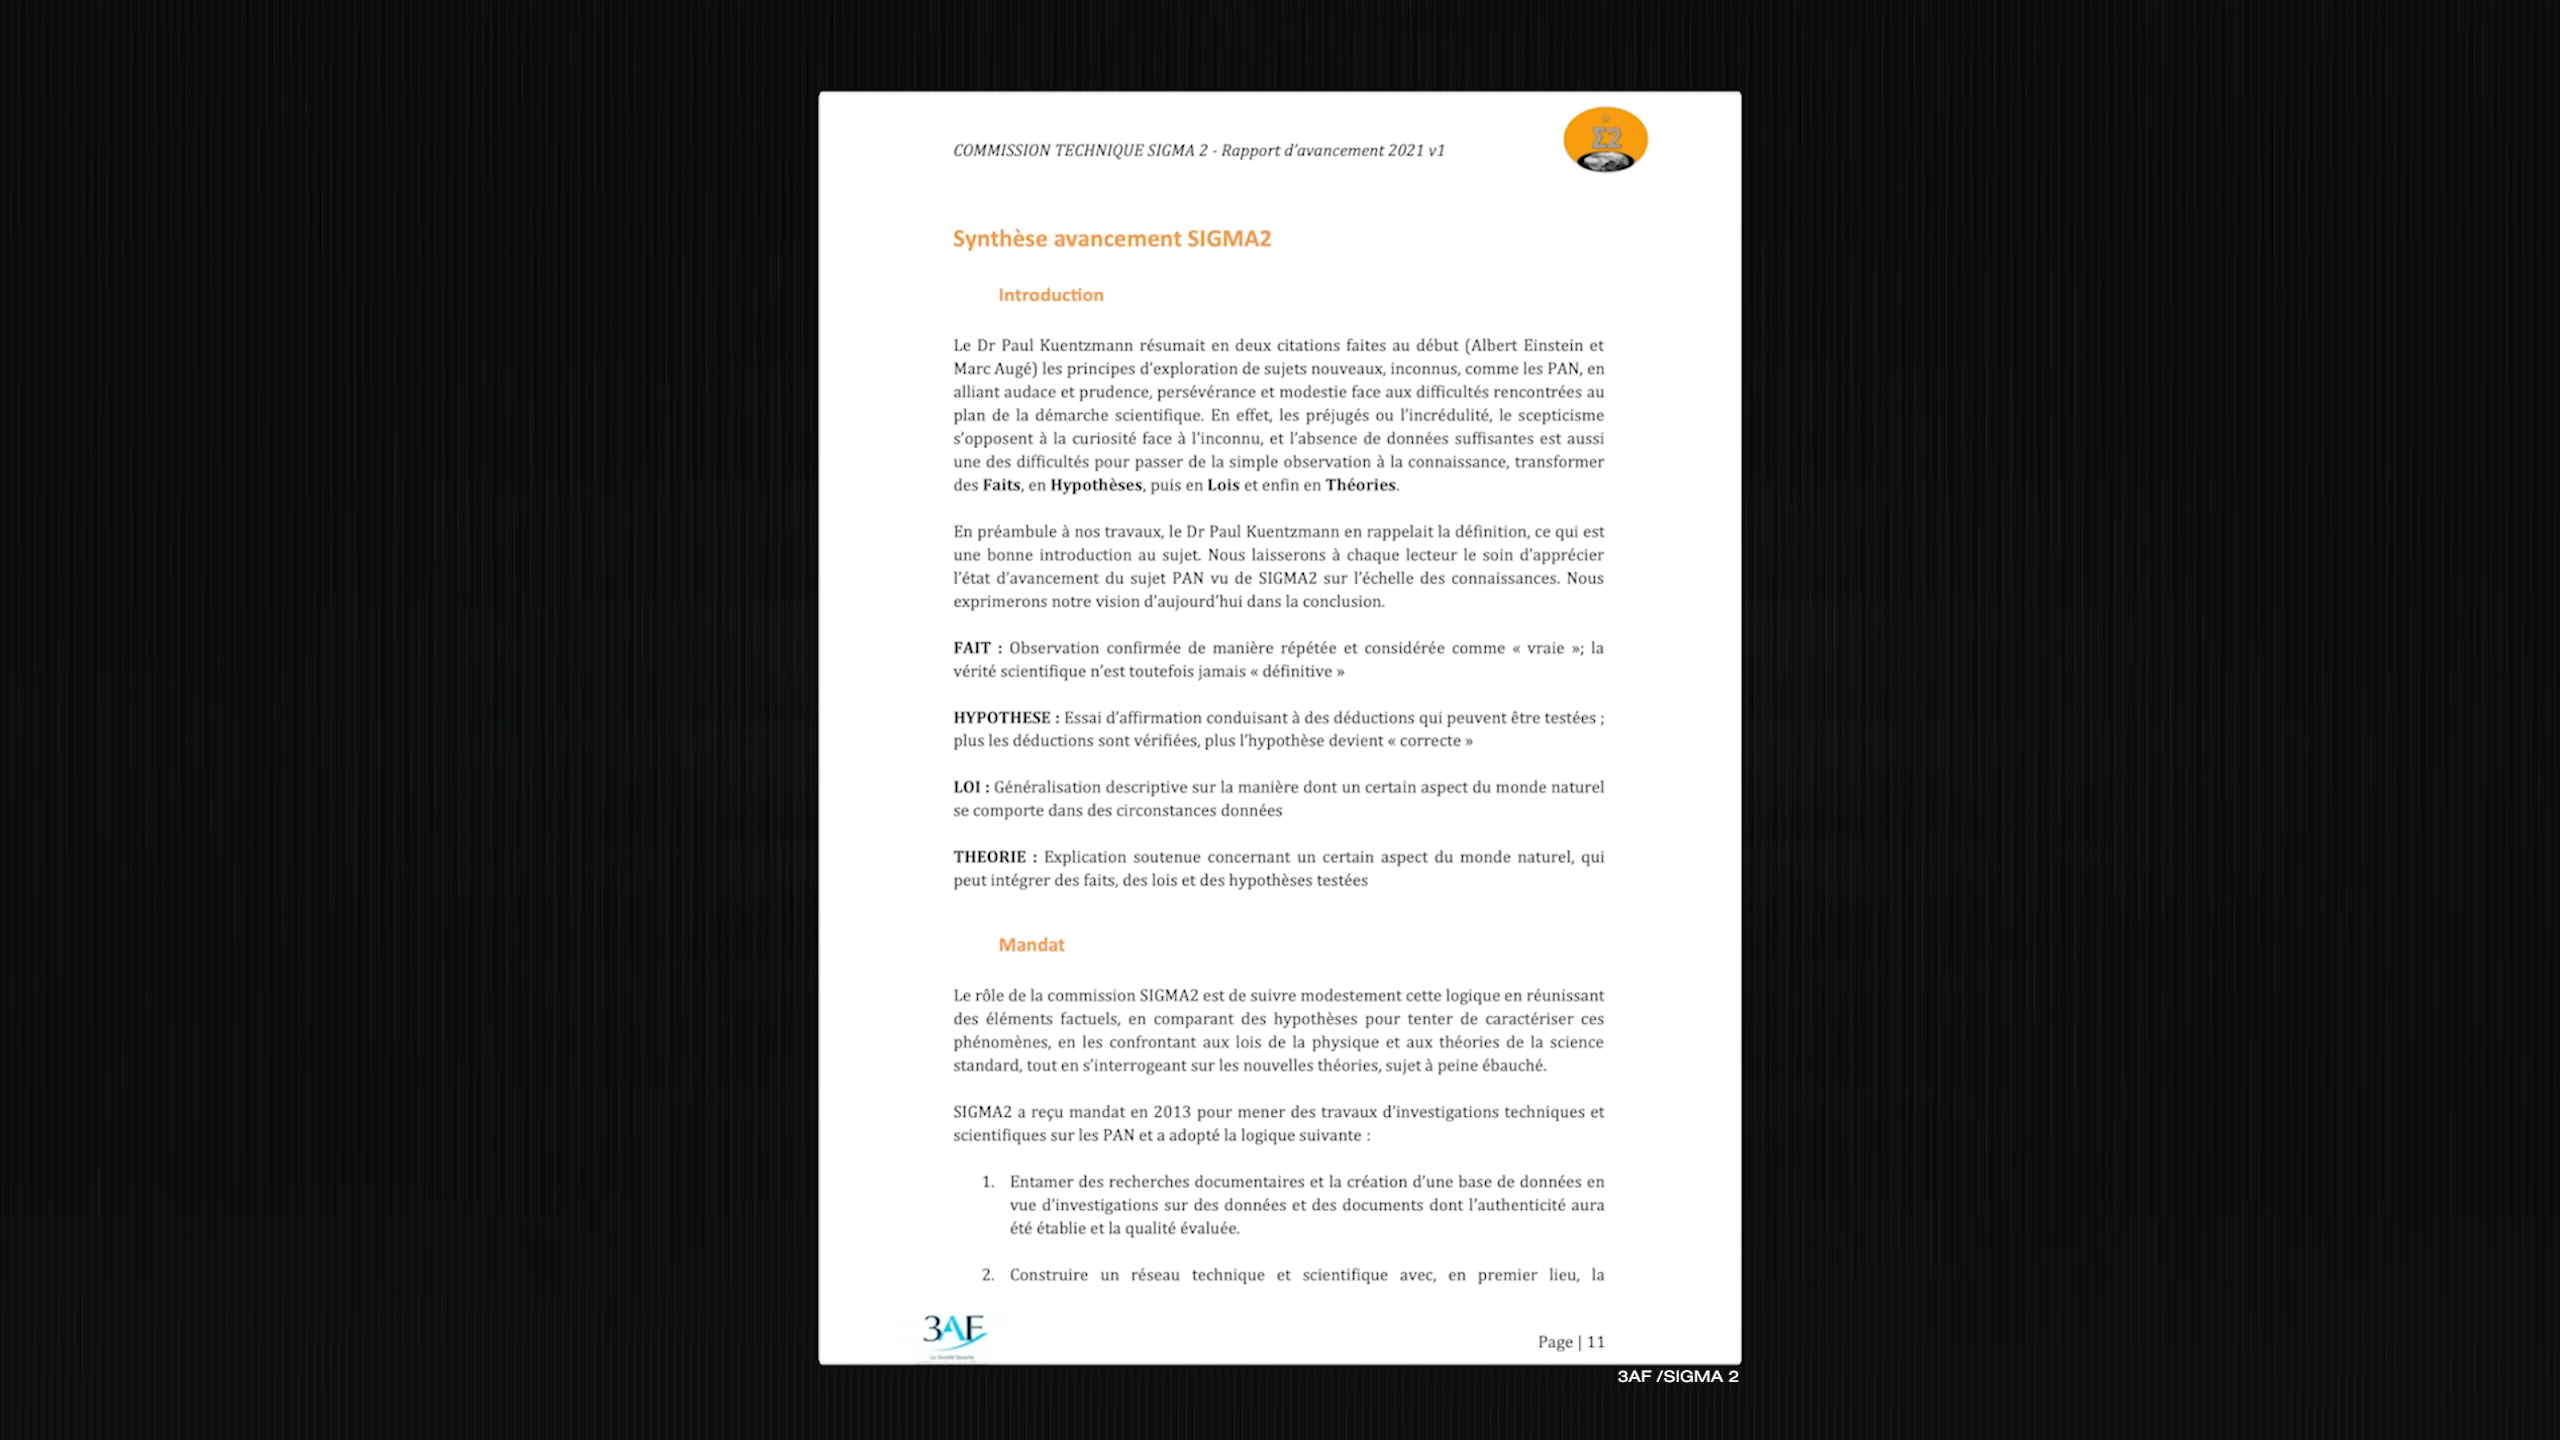 COMMISSION TECHNIQUE SIGMA 2 - Rapport d'avancement 2021 v1
Σ2
Synthèse avancement SIGMA2
Introduction
Le Dr Paul Kuentzmann résumait en deux citations faites au début (Albert Einstein et
Marc Augé) les principes d'exploration de sujets nouveaux, inconnus, comme les PAN, en
alliant audace et prudence, persévérance et modestie face aux difficultés rencontrées au
plan de la démarche scientifique. En effet, les préjugés ou l'incrédulité, le scepticisme
s'opposent à la curiosité face à l'inconnu, et l'absence de données suffisantes est aussi
une des difficultés pour passer de la simple observation à la connaissance, transformer
des Faits, en Hypothèses, puis en Lois et enfin en Théories.
En préambule à nos travaux, le Dr Paul Kuentzmann en rappelait la définition, ce qui est
une bonne introduction au sujet. Nous laisserons à chaque lecteur le soin d'apprécier
l'état d'avancement du sujet PAN vu de SIGMA2 sur l'échelle des connaissances. Nous
exprimerons notre vision d'aujourd'hui dans la conclusion.
FAIT : Observation confirmée de manière répétée et considérée comme « vraie »; la
vérité scientifique n'est toutefois jamais « définitive »
HYPOTHESE : Essai d'affirmation conduisant à des déductions qui peuvent être testées ;
plus les déductions sont vérifiées, plus l'hypothèse devient « correcte »
LOI : Généralisation descriptive sur la manière dont un certain aspect du monde naturel
se comporte dans des circonstances données
THEORIE : Explication soutenue concernant un certain aspect du monde naturel, qui
peut intégrer des faits, des lois et des hypothèses testées
Mandat
Le rôle de la commission SIGMA2 est de suivre modestement cette logique en réunissant
des éléments factuels, en comparant des hypothèses pour tenter de caractériser ces
phénomènes, en les confrontant aux lois de la physique et aux théories de la science
standard, tout en s'interrogeant sur les nouvelles théories, sujet à peine ébauché.
SIGMA2 a reçu mandat en 2013 pour mener des travaux d'investigations techniques et
scientifiques sur les PAN et a adopté la logique suivante :
1. Entamer des recherches documentaires et la création d'une base de données en
vue d'investigations sur des données et des documents dont l'authenticité aura
été établie et la qualité évaluée.
2. Construire un réseau technique et scientifique avec, en premier lieu, la
3AF
Page | 11
3AF /SIGMA 2